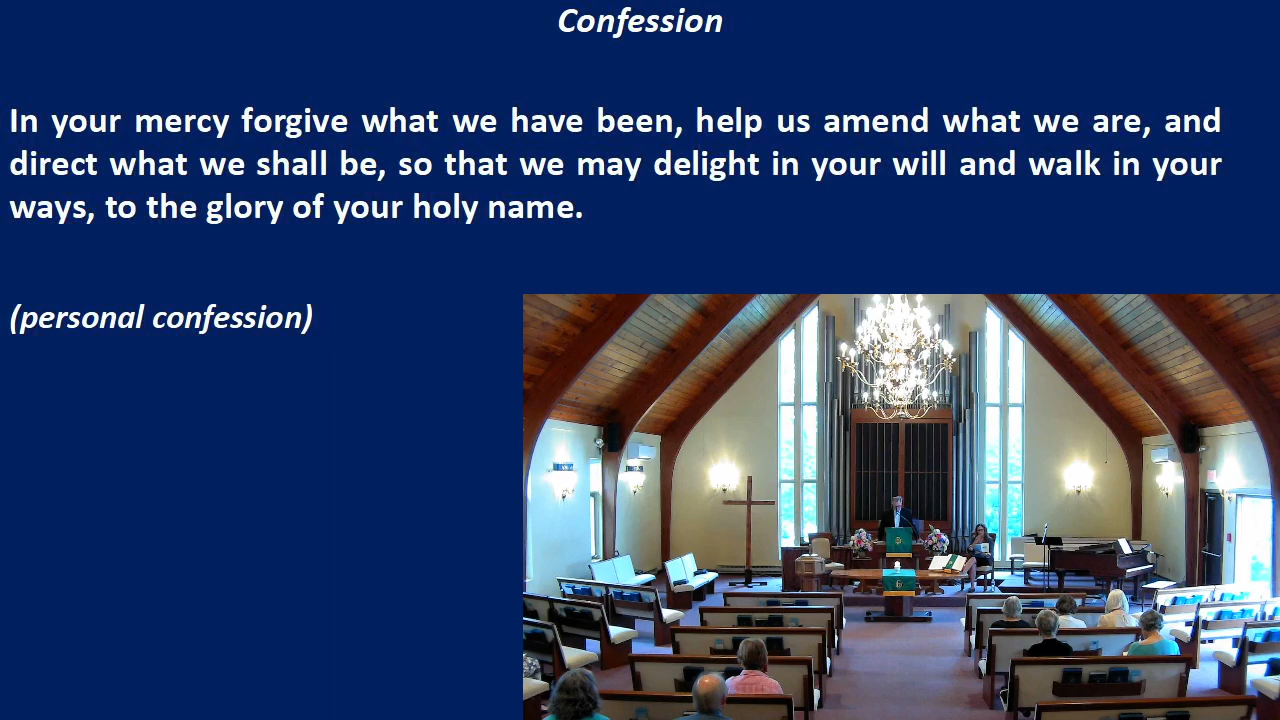 Confession
In your mercy forgive what we have been, help us amend what we are, and
direct what we shall be, so that we may delight in your will and walk in your
ways, to the glory of your holy name.
(personal confession)